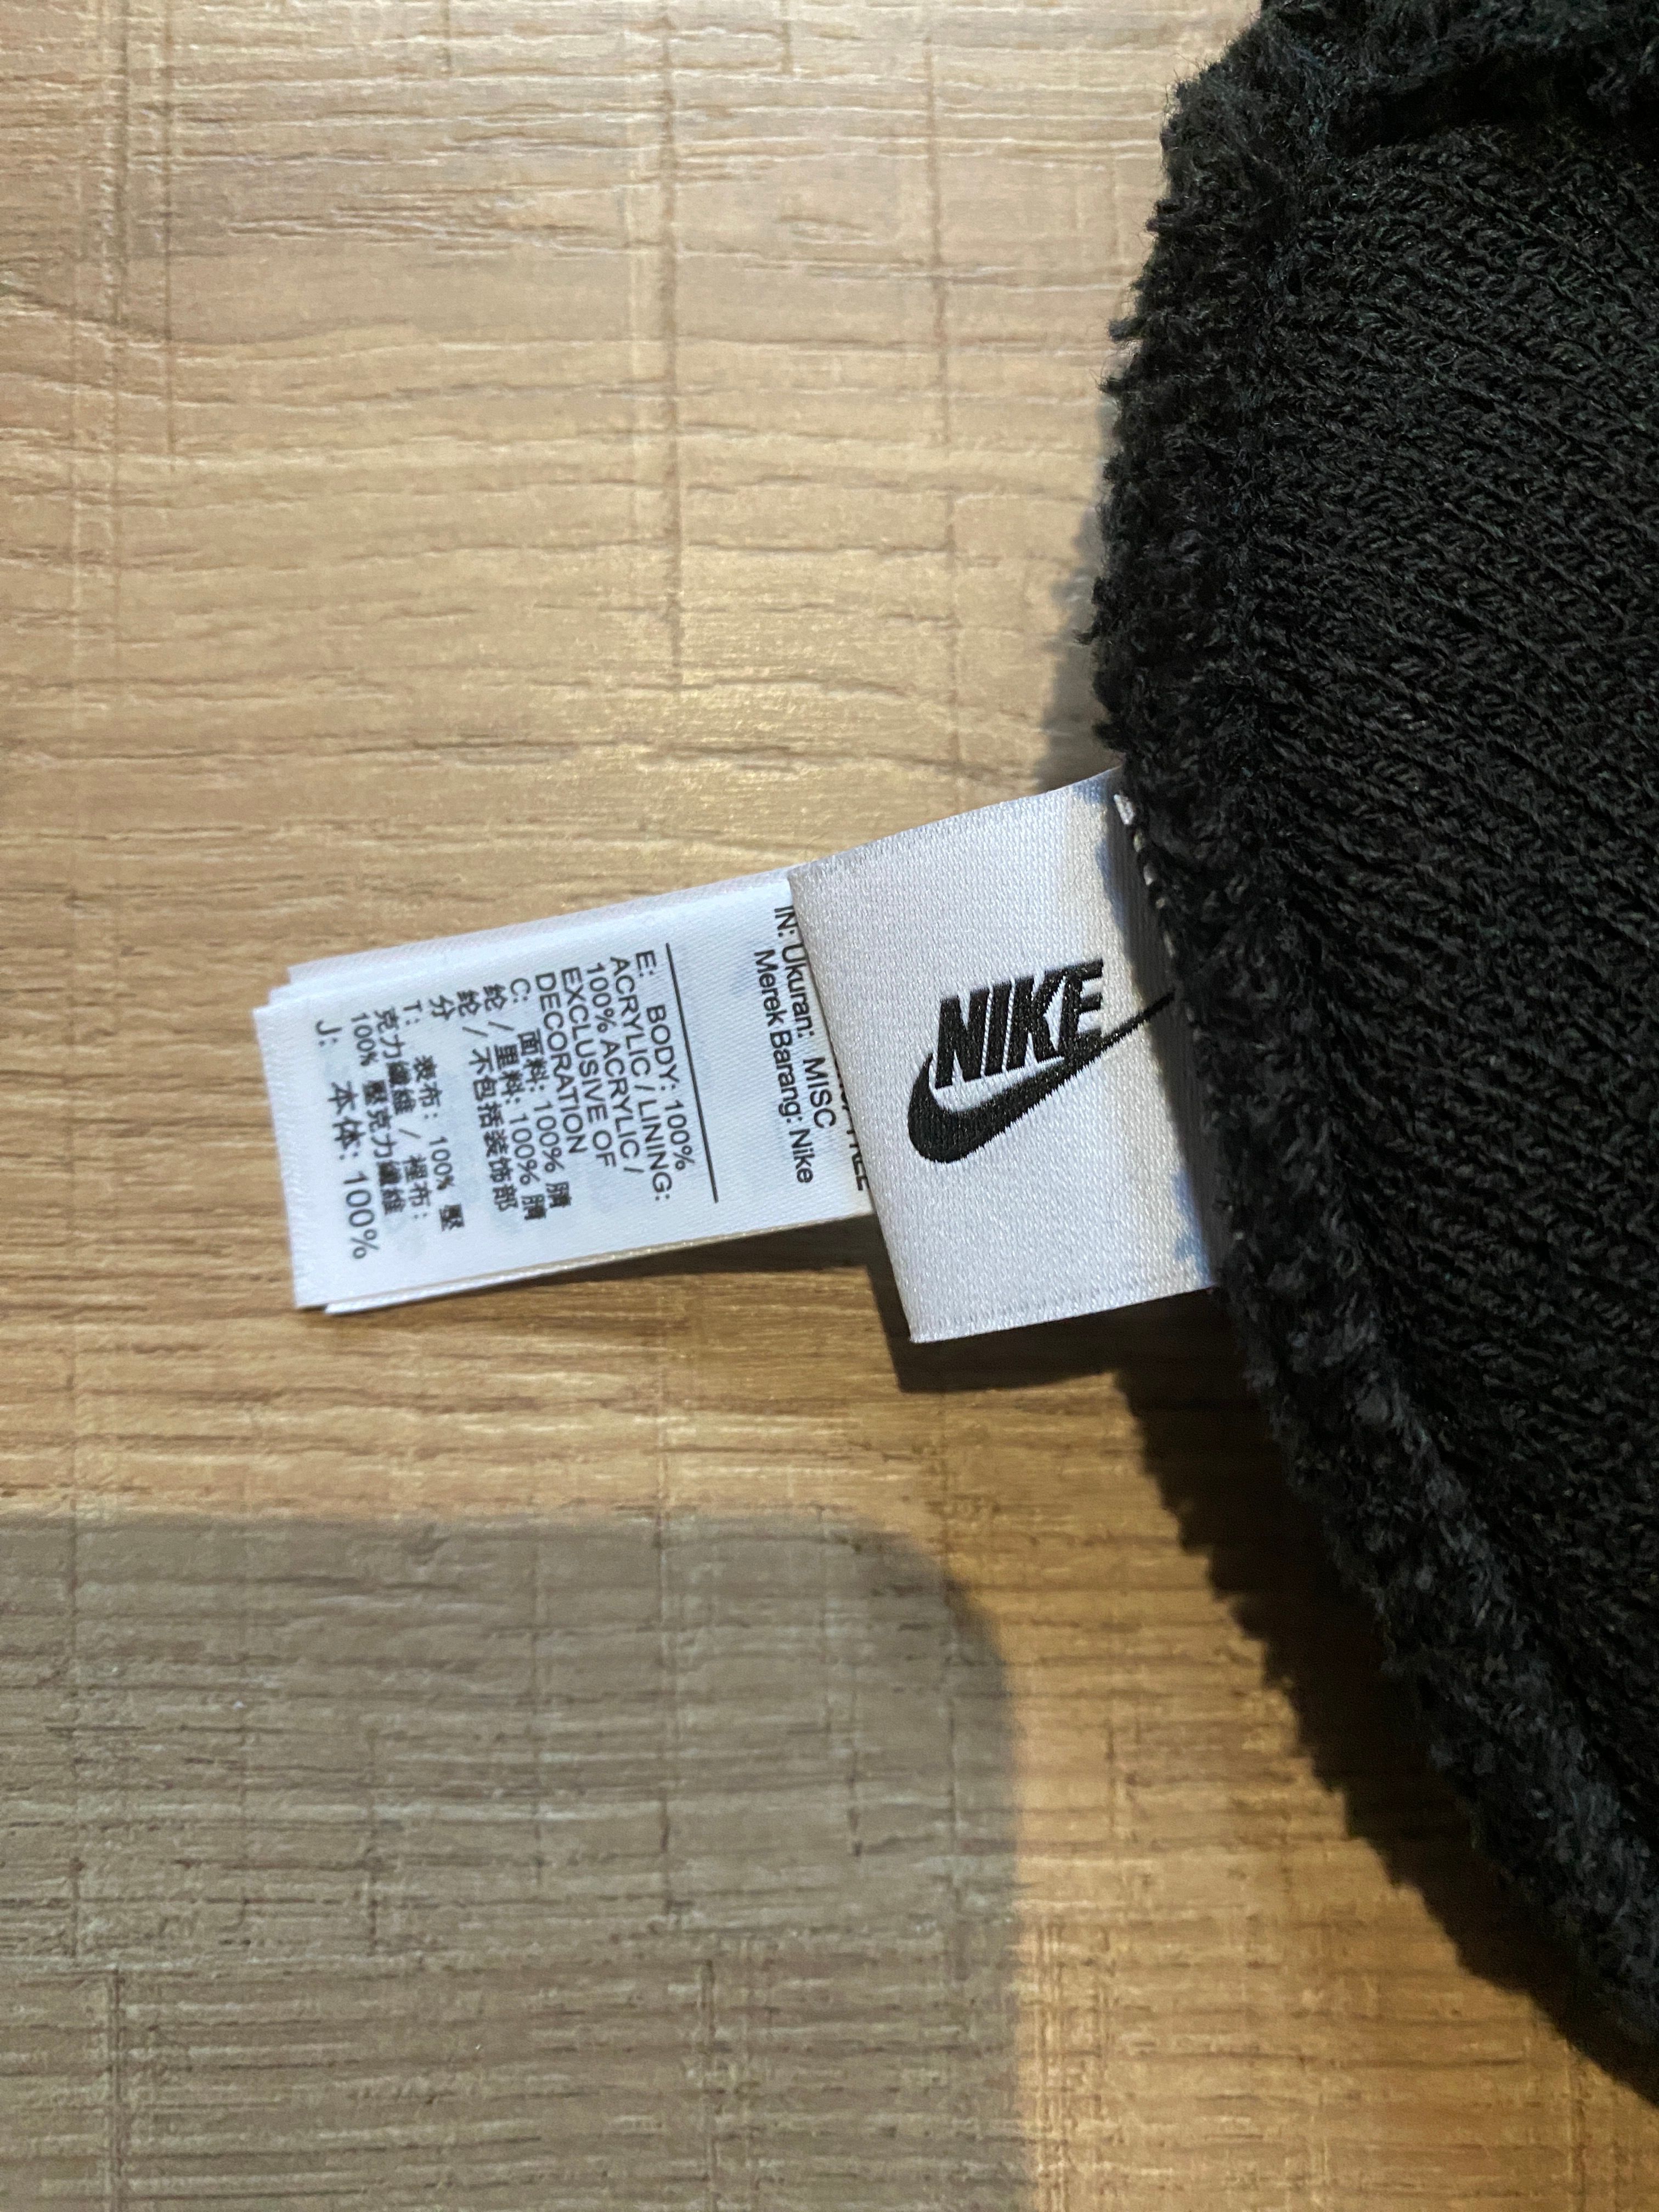 NIKE
IN: Ukuran: MISC
Merek Barang: Nike
E: BODY: 100%
ACRYLIC / LINING:
100% ACRYLIC /
EXCLUSIVE OF
DECORATION
C: 面料: 100% 腈
纶 / 里料: 100% 腈
纶 / 不包括装饰部
分
T: 表布: 100% 壓
克力纖維 / 裡布:
100% 壓克力纖維
J: 本体: 100%